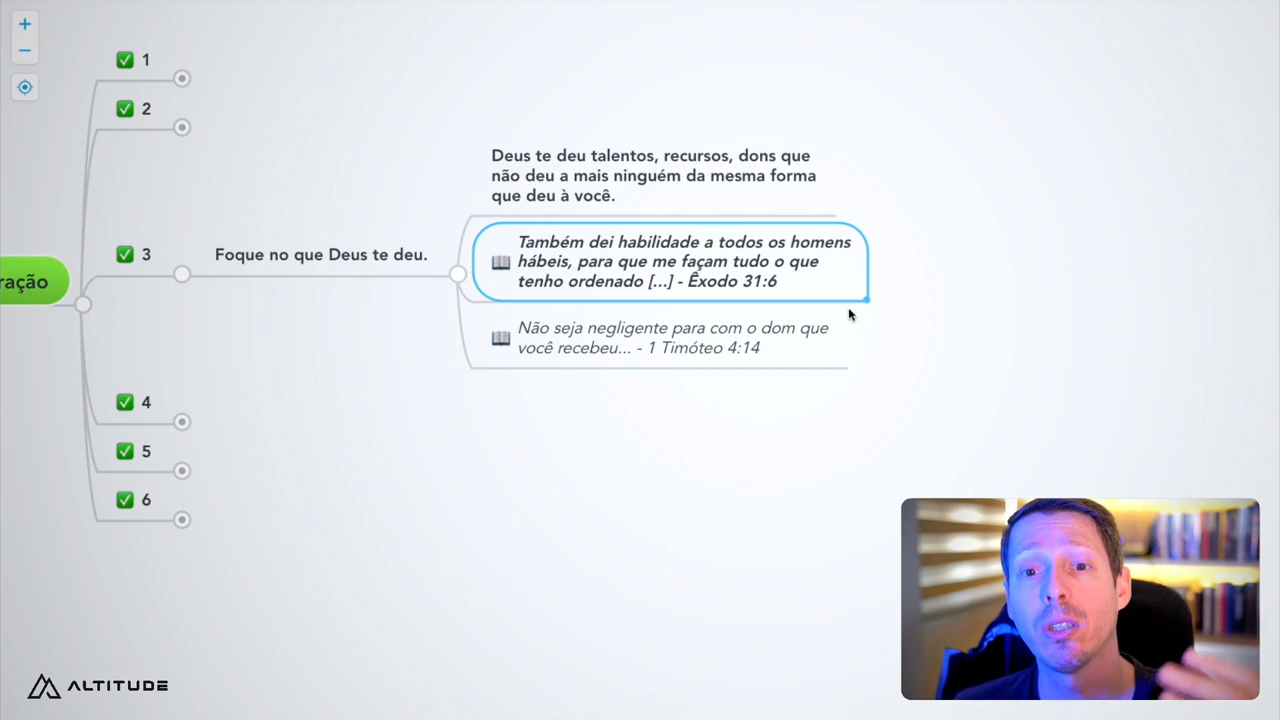 1
2
Deus te deu talentos, recursos, dons que
não deu a mais ninguém da mesma forma
que deu à você.
3
Foque no que Deus te deu.
Também dei habilidade a todos os homens
hábeis, para que me façam tudo o que
tenho ordenado [...] - Êxodo 31:6
ração
Não seja negligente para com o dom que
você recebeu... - 1 Timóteo 4:14
4
5
6
ALTITUDE